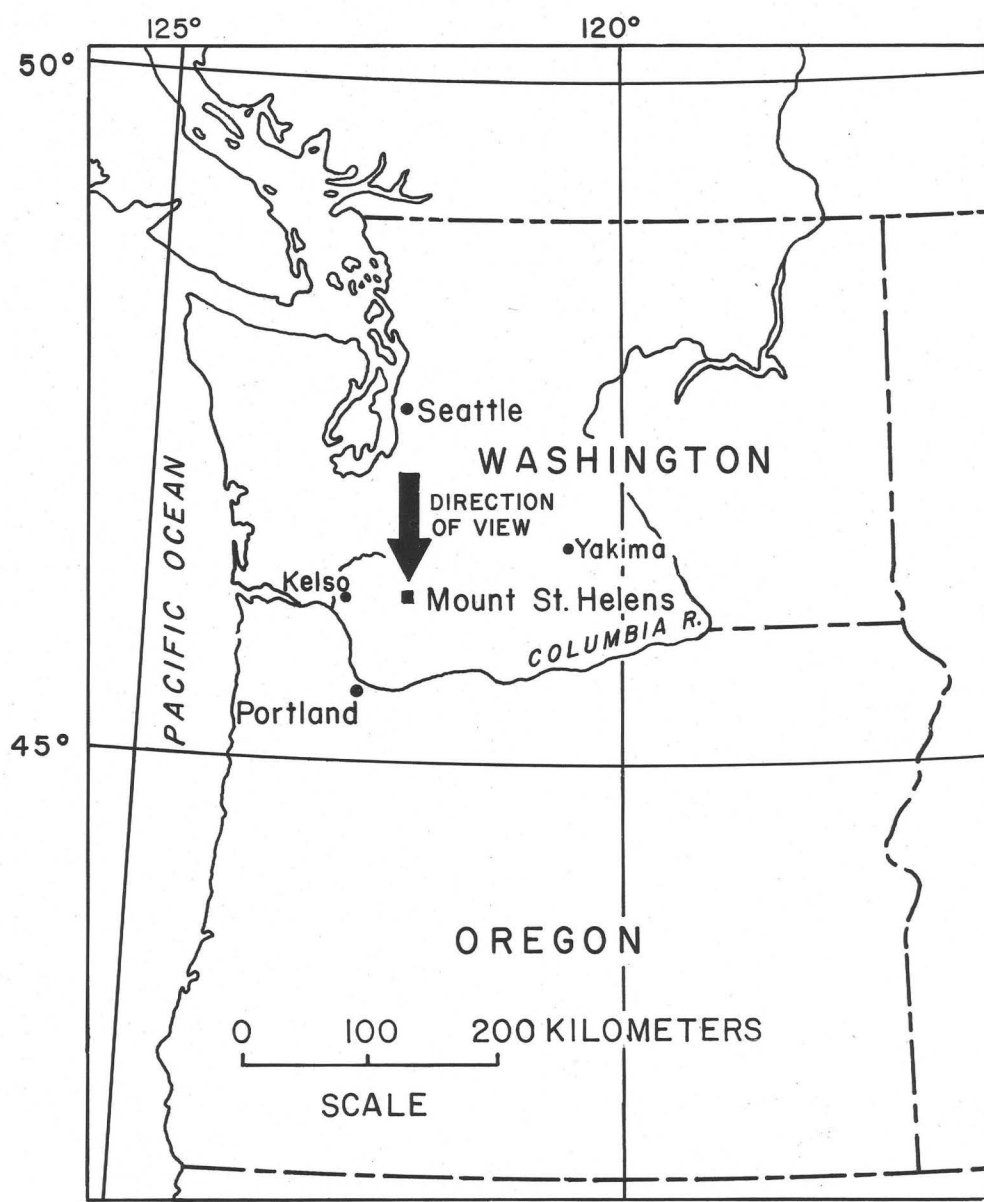 125°
120°
50°
Seattle
WASHINGTON
DIRECTION
OF VIEW
PACIFIC OCEAN
Yakima
Kelso
Mount St. Helens
COLUMBIA R.
Portland
45°
OREGON
0 100 200 KILOMETERS
SCALE